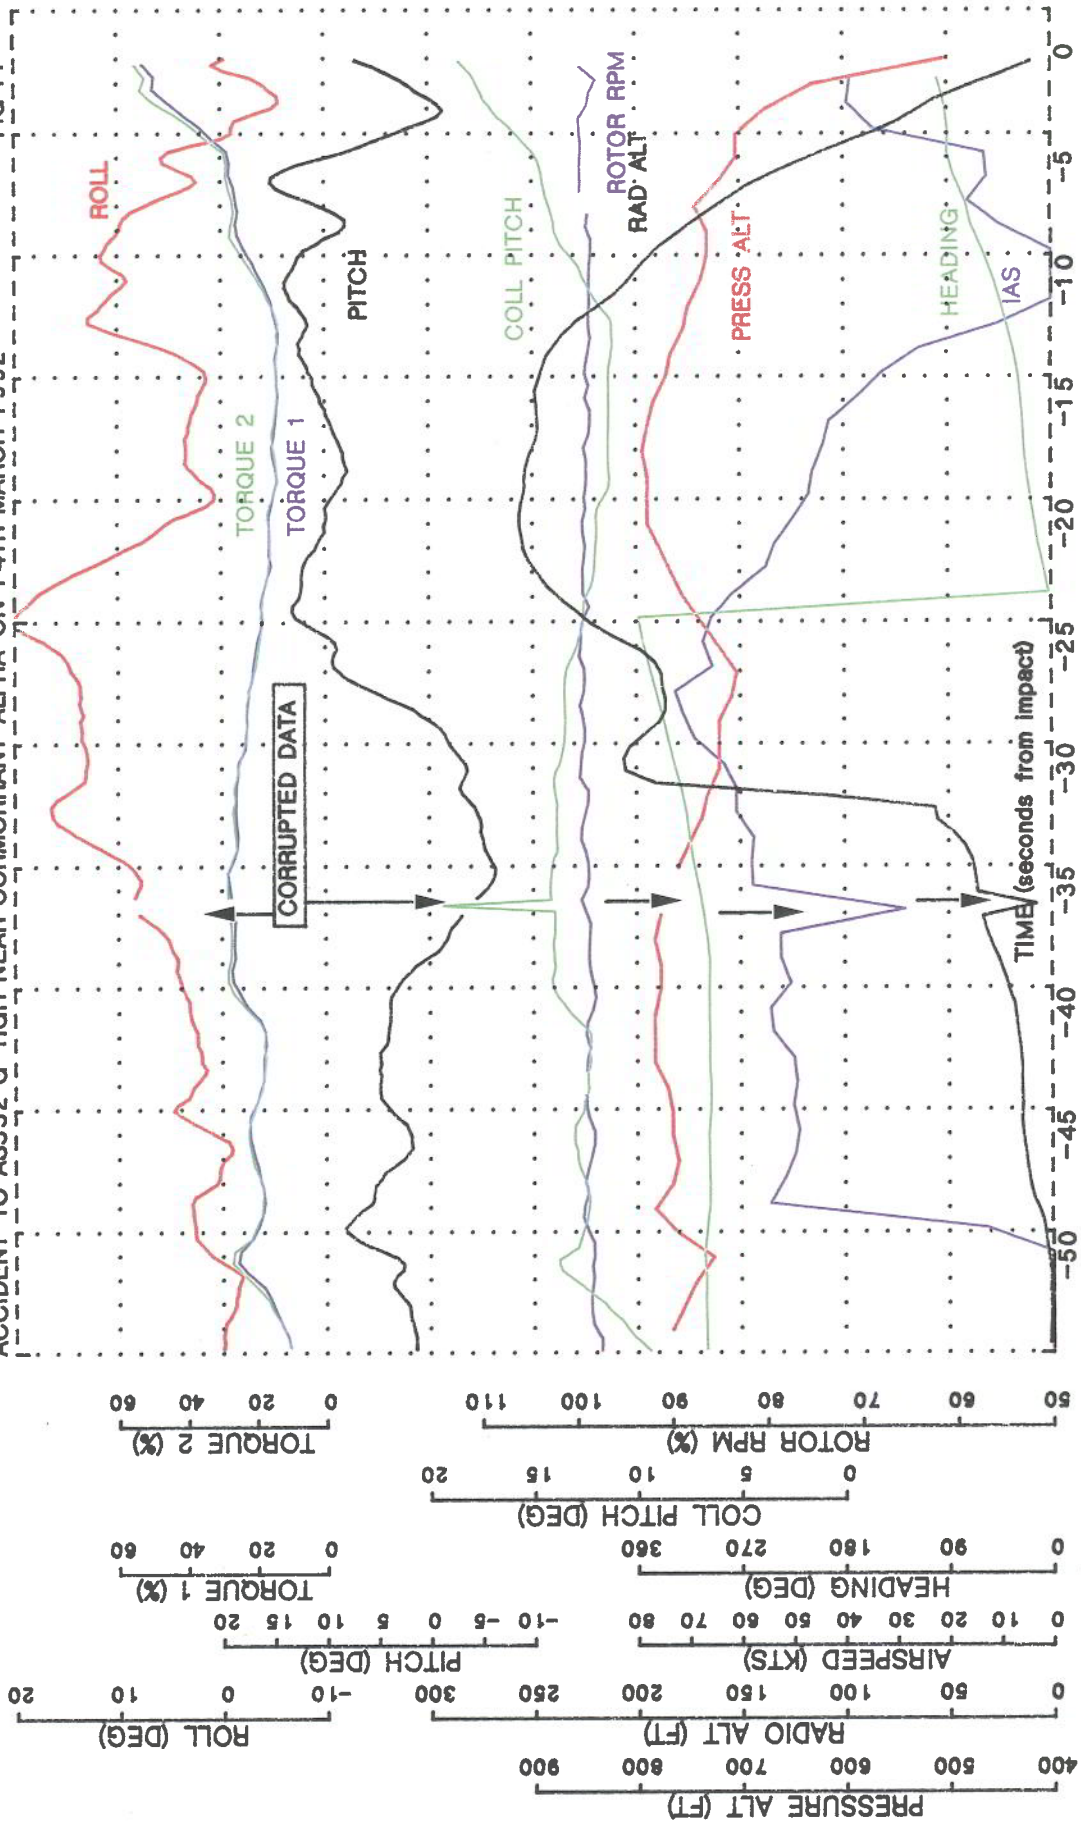 ROLL
PITCH
TORQUE 2
TORQUE 1
COLL PITCH
ROTOR RPM
RAD ALT
PRESS ALT
HEADING
IAS
CORRUPTED DATA
TIME (seconds from impact)
-50
-45
-40
-35
-30
-25
-20
-15
-10
-5
0
60 40 20 0
TORQUE 2 (%)
110 100 90 80 70 60 50
ROTOR RPM (%)
20 15 10 5 0
COLL PITCH (DEG)
60 40 20 0
TORQUE 1 (%)
360 270 180 90 0
HEADING (DEG)
20 15 10 5 0 -5 -10
PITCH (DEG)
80 70 60 50 40 30 20 10 0
AIRSPEED (KTS)
20 10 0 -10
ROLL (DEG)
300 250 200 150 100 50 0
RADIO ALT (FT)
900 800 700 600 500 400
PRESSURE ALT (FT)